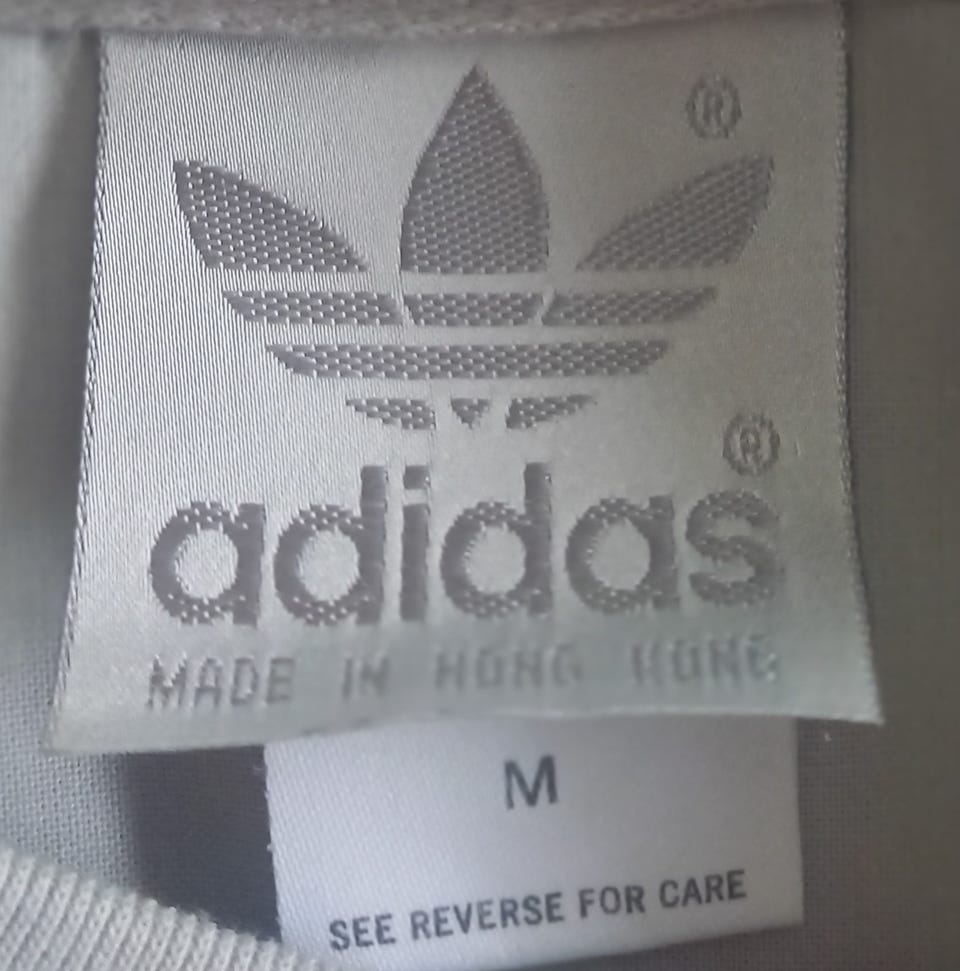 ®
®
adidas
MADE IN HONG KONG
M
SEE REVERSE FOR CARE